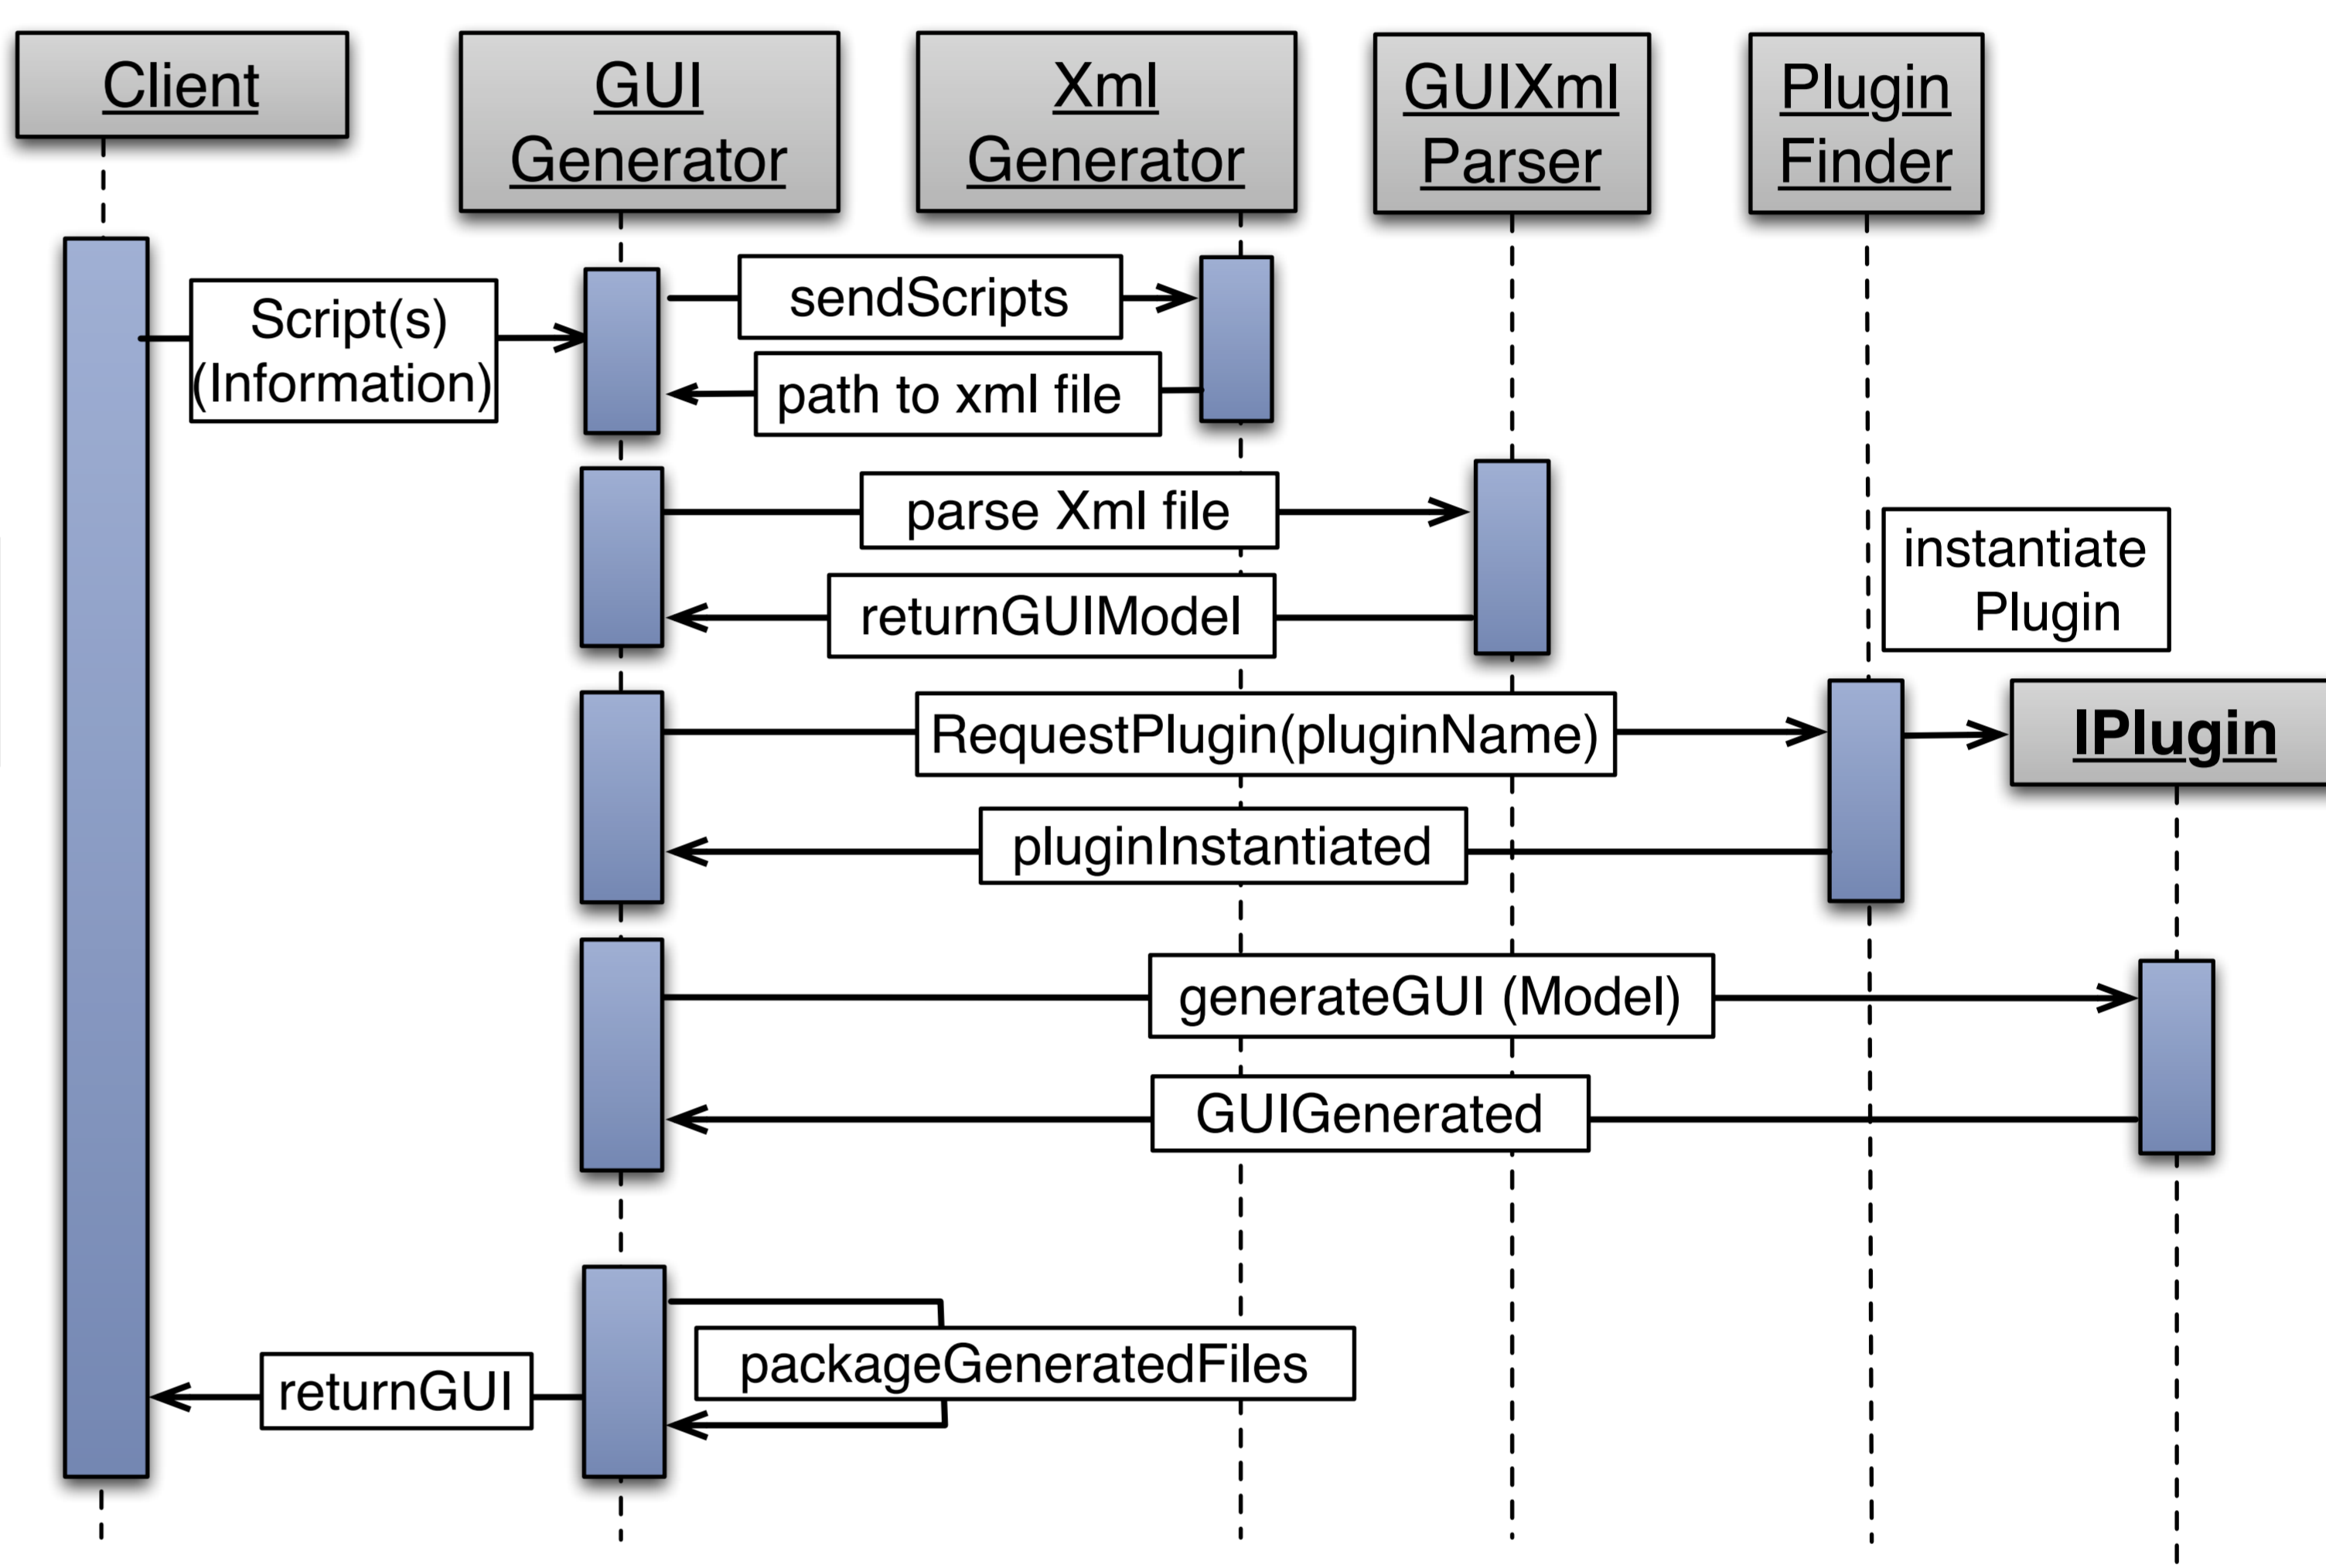 Client
GUI
Generator
Xml
Generator
GUIXml
Parser
Plugin
Finder
Script(s)
(Information)
sendScripts
path to xml file
parse Xml file
instantiate
Plugin
returnGUIModel
RequestPlugin(pluginName)
IPlugin
pluginInstantiated
generateGUI (Model)
GUIGenerated
packageGeneratedFiles
returnGUI